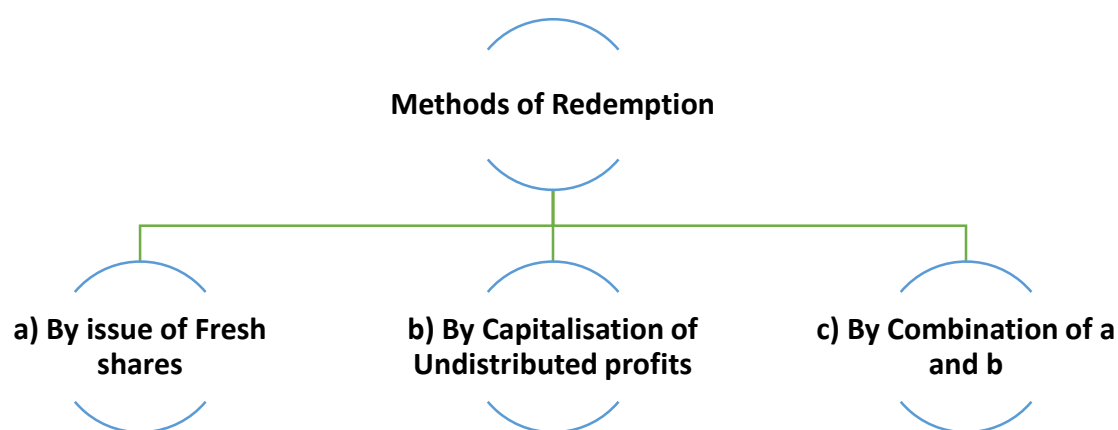 Methods of Redemption
a) By issue of Fresh
shares
b) By Capitalisation of
Undistributed profits
c) By Combination of a
and b